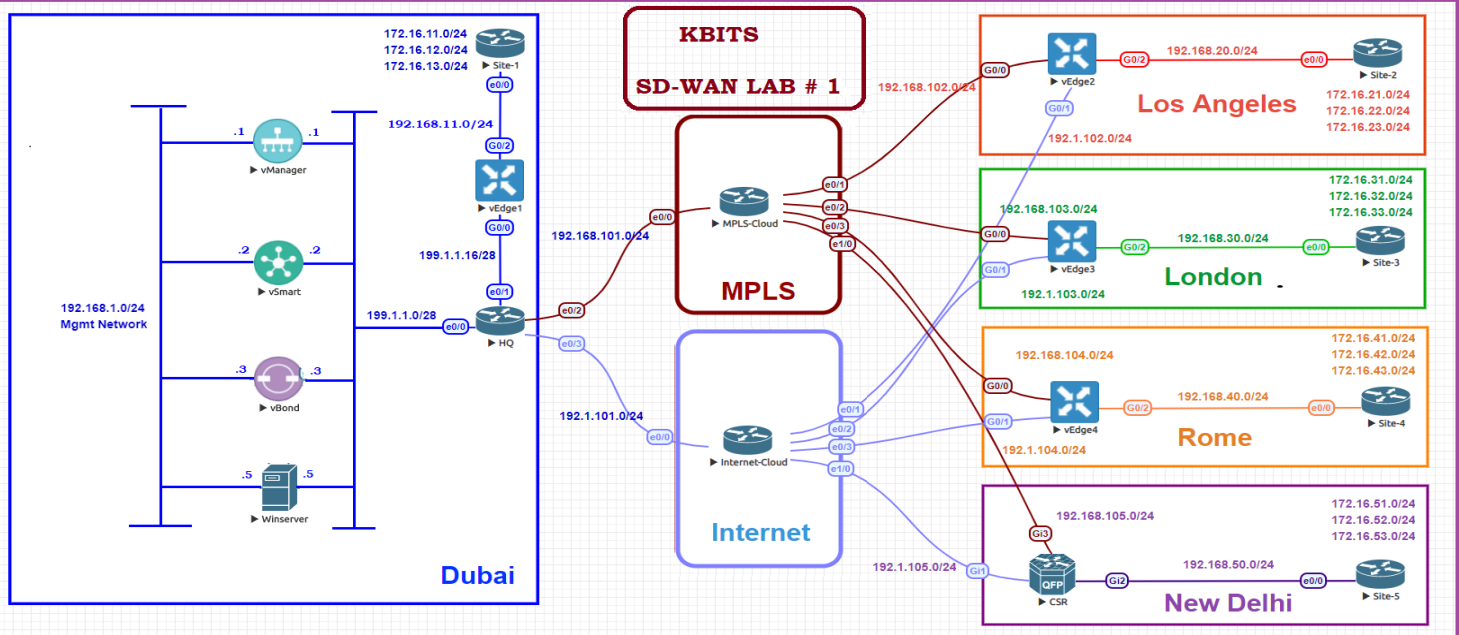 KBITS
SD-WAN LAB # 1
172.16.11.0/24
172.16.12.0/24
172.16.13.0/24
Site-1
e0/0
192.168.11.0/24
G0/2
vEdge1
G0/0
199.1.1.16/28
e0/1
.1
.1
vManager
.2
.2
vSmart
192.168.1.0/24
Mgmt Network
199.1.1.0/28
e0/0
HQ
.3
.3
vBond
.5
.5
Winserver
Dubai
e0/2
192.168.101.0/24
e0/0
e0/3
192.1.101.0/24
e0/0
MPLS-Cloud
e0/1
e0/2
e0/3
e1/0
MPLS
Internet-Cloud
e0/1
e0/2
e0/3
e1/0
Internet
192.168.102.0/24
G0/0
vEdge2
G0/1
192.1.102.0/24
G0/2
192.168.20.0/24
e0/0
Site-2
Los Angeles
172.16.21.0/24
172.16.22.0/24
172.16.23.0/24
172.16.31.0/24
172.16.32.0/24
172.16.33.0/24
192.168.103.0/24
G0/0
vEdge3
G0/1
192.1.103.0/24
G0/2
192.168.30.0/24
e0/0
Site-3
London
172.16.41.0/24
172.16.42.0/24
172.16.43.0/24
192.168.104.0/24
G0/0
vEdge4
G0/1
192.1.104.0/24
G0/2
192.168.40.0/24
e0/0
Site-4
Rome
172.16.51.0/24
172.16.52.0/24
172.16.53.0/24
192.168.105.0/24
Gi3
192.1.105.0/24
Gi1
QFP
CSR
Gi2
192.168.50.0/24
e0/0
Site-5
New Delhi